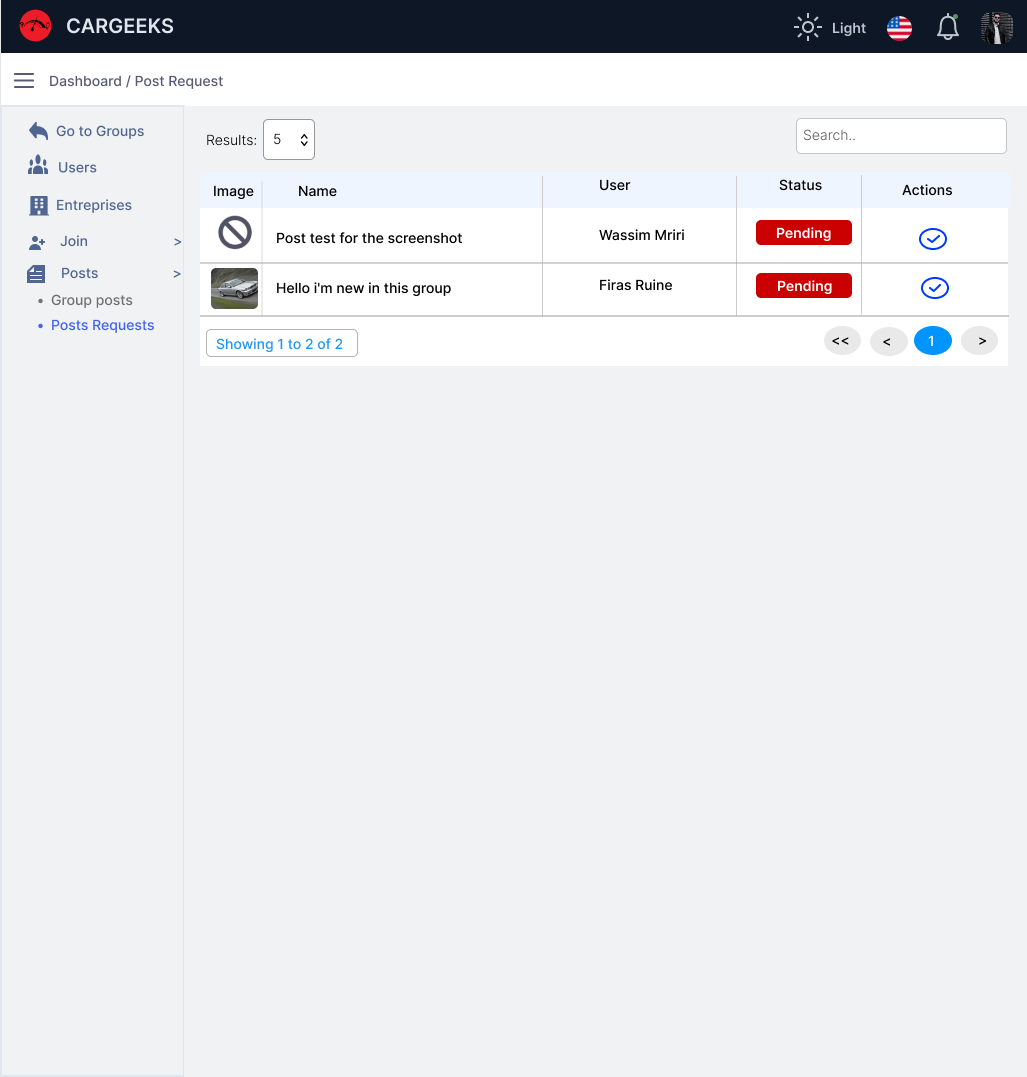 CARGEEKS
Light
Dashboard / Post Request
Go to Groups
Users
Entreprises
Join >
Posts >
• Group posts
• Posts Requests
Results: 5
Search..
Image Name User Status Actions
Post test for the screenshot Wassim Mriri Pending
Hello i'm new in this group Firas Ruine Pending
Showing 1 to 2 of 2
<< < 1 >